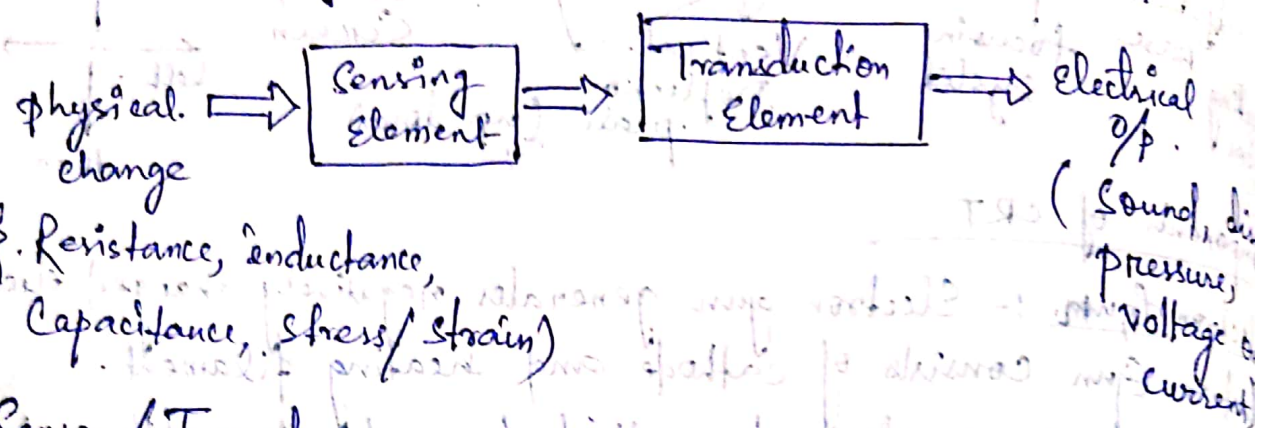 physical. change
Sensing
Element
Transduction
Element
Electrical
O/P.
(Sound,
pressure,
voltage
current)
Resistance, inductance,
Capacitance, stress/strain)